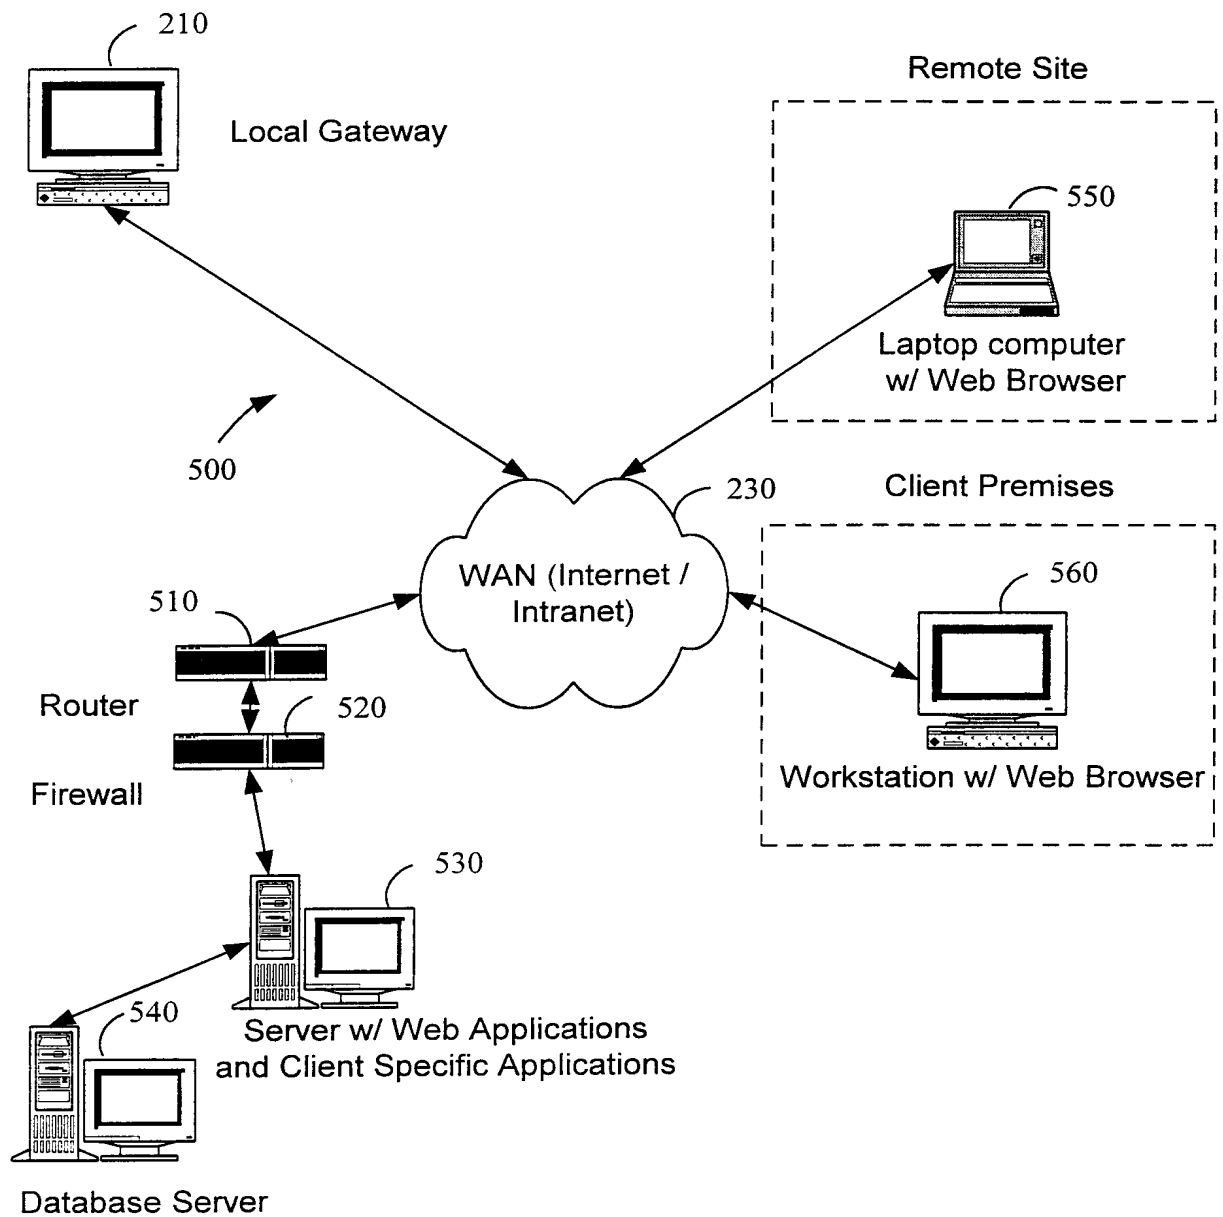 210
Local Gateway
Remote Site
550
Laptop computer
w/ Web Browser
500
230
Client Premises
WAN (Internet /
Intranet)
560
510
Router
520
Firewall
Workstation w/ Web Browser
530
540
Server w/ Web Applications
and Client Specific Applications
Database Server